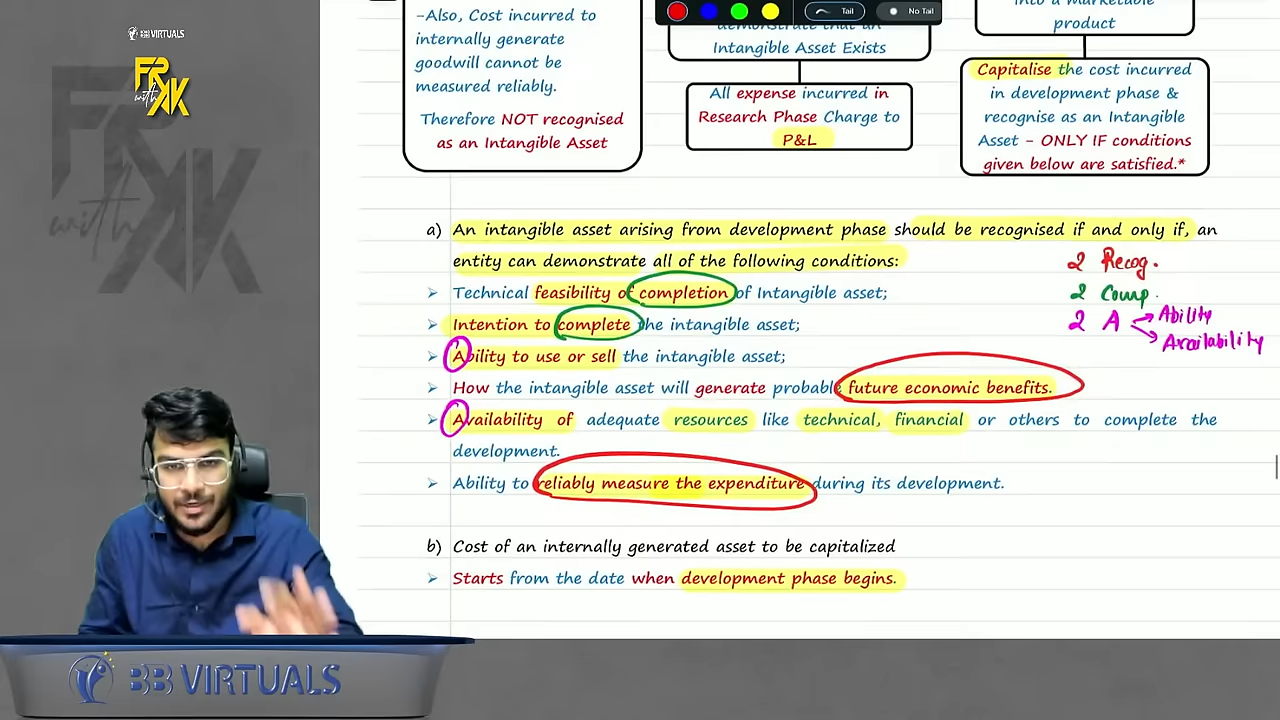 BB VIRTUALS
FR
with AK
FR
with AK
-Also, Cost incurred to
internally generate
goodwill cannot be
measured reliably.
Therefore NOT recognised
as an Intangible Asset
Tail
No Tail
demonstrate that an
Intangible Asset Exists
All expense incurred in
Research Phase Charge to
P&L
into a marketable
product
Capitalise the cost incurred
in development phase &
recognise as an Intangible
Asset - ONLY IF conditions
given below are satisfied.*
a) An intangible asset arising from development phase should be recognised if and only if, an
entity can demonstrate all of the following conditions:
➢ Technical feasibility of completion of Intangible asset;
➢ Intention to complete the intangible asset;
➢ Ability to use or sell the intangible asset;
➢ How the intangible asset will generate probable future economic benefits.
➢ Availability of adequate resources like technical, financial or others to complete the
development.
➢ Ability to reliably measure the expenditure during its development.
2 Recog.
2 Comp.
2 A Ability
Availability
b) Cost of an internally generated asset to be capitalized
➢ Starts from the date when development phase begins.
BB VIRTUALS